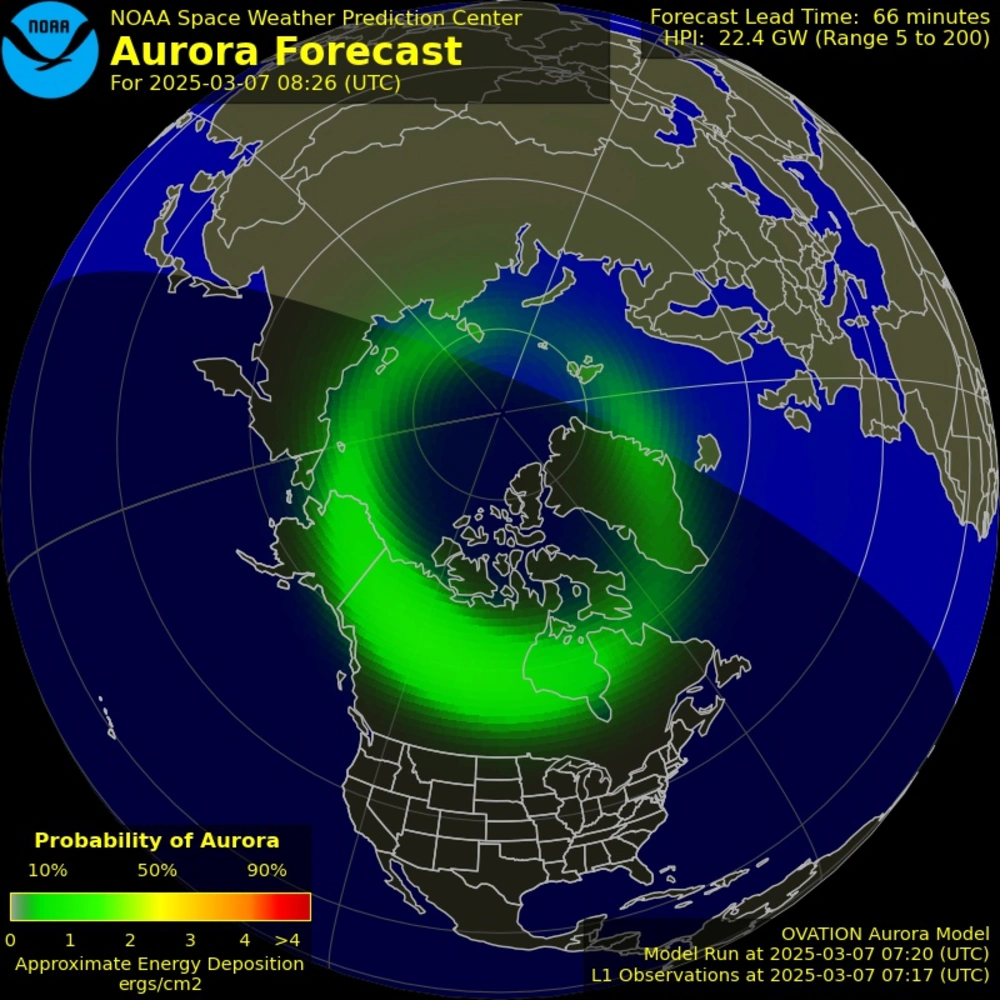 NOAA
NOAA Space Weather Prediction Center
Aurora Forecast
For 2025-03-07 08:26 (UTC)
Forecast Lead Time: 66 minutes
HPI: 22.4 GW (Range 5 to 200)
Probability of Aurora
10% 50% 90%
0 1 2 3 4 >4
Approximate Energy Deposition
ergs/cm2
OVATION Aurora Model
Model Run at 2025-03-07 07:20 (UTC)
L1 Observations at 2025-03-07 07:17 (UTC)